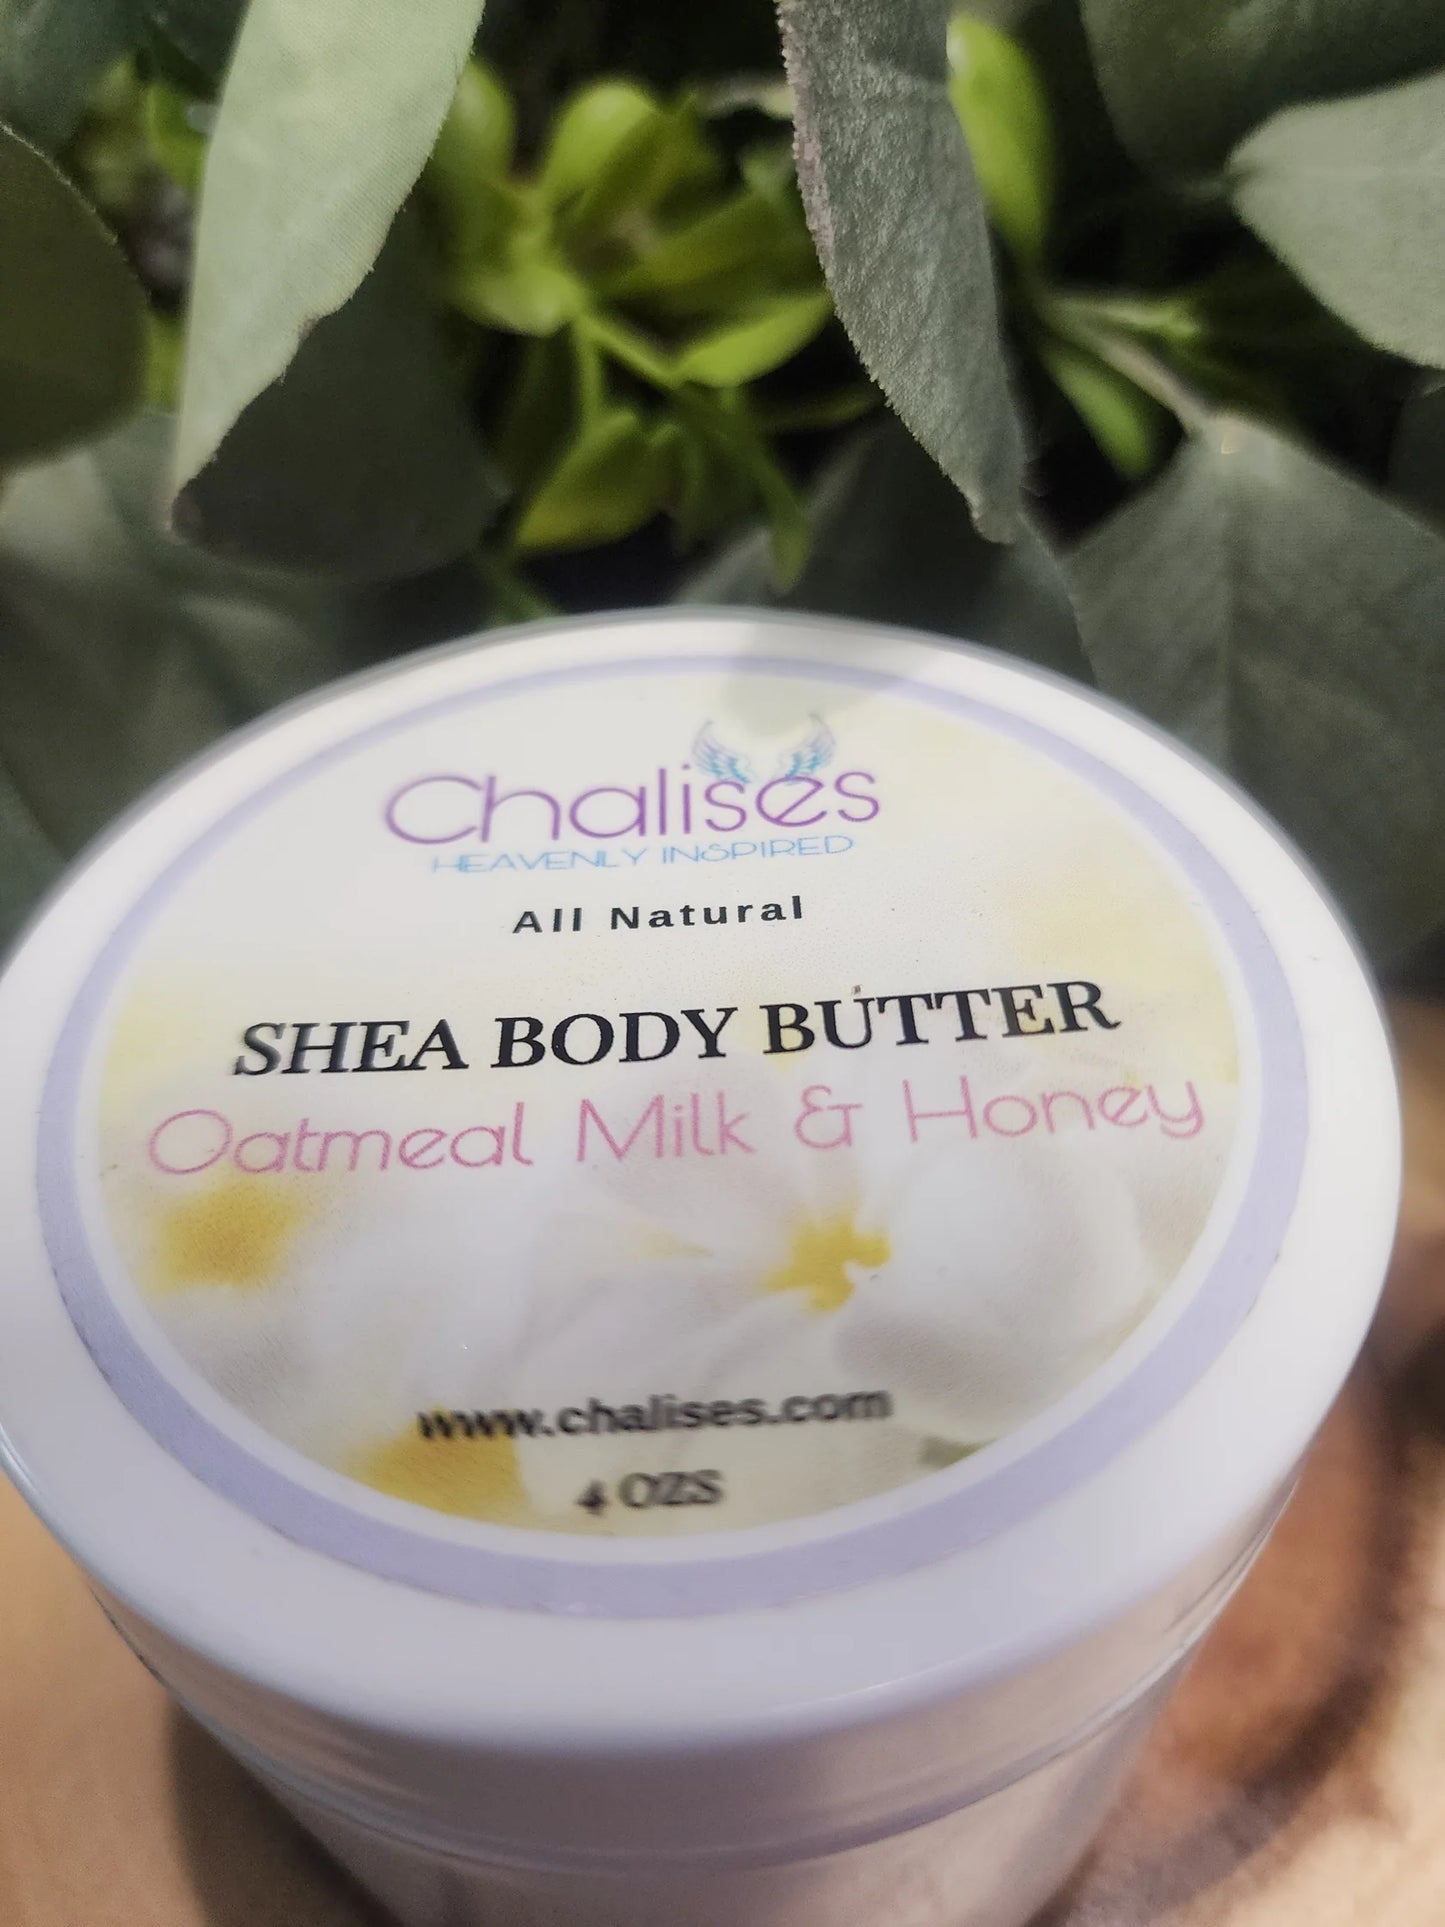 Chalises
HEAVENLY INSPIRED
All Natural
SHEA BODY BUTTER
Oatmeal Milk & Honey
www.chalises.com
4 OZS